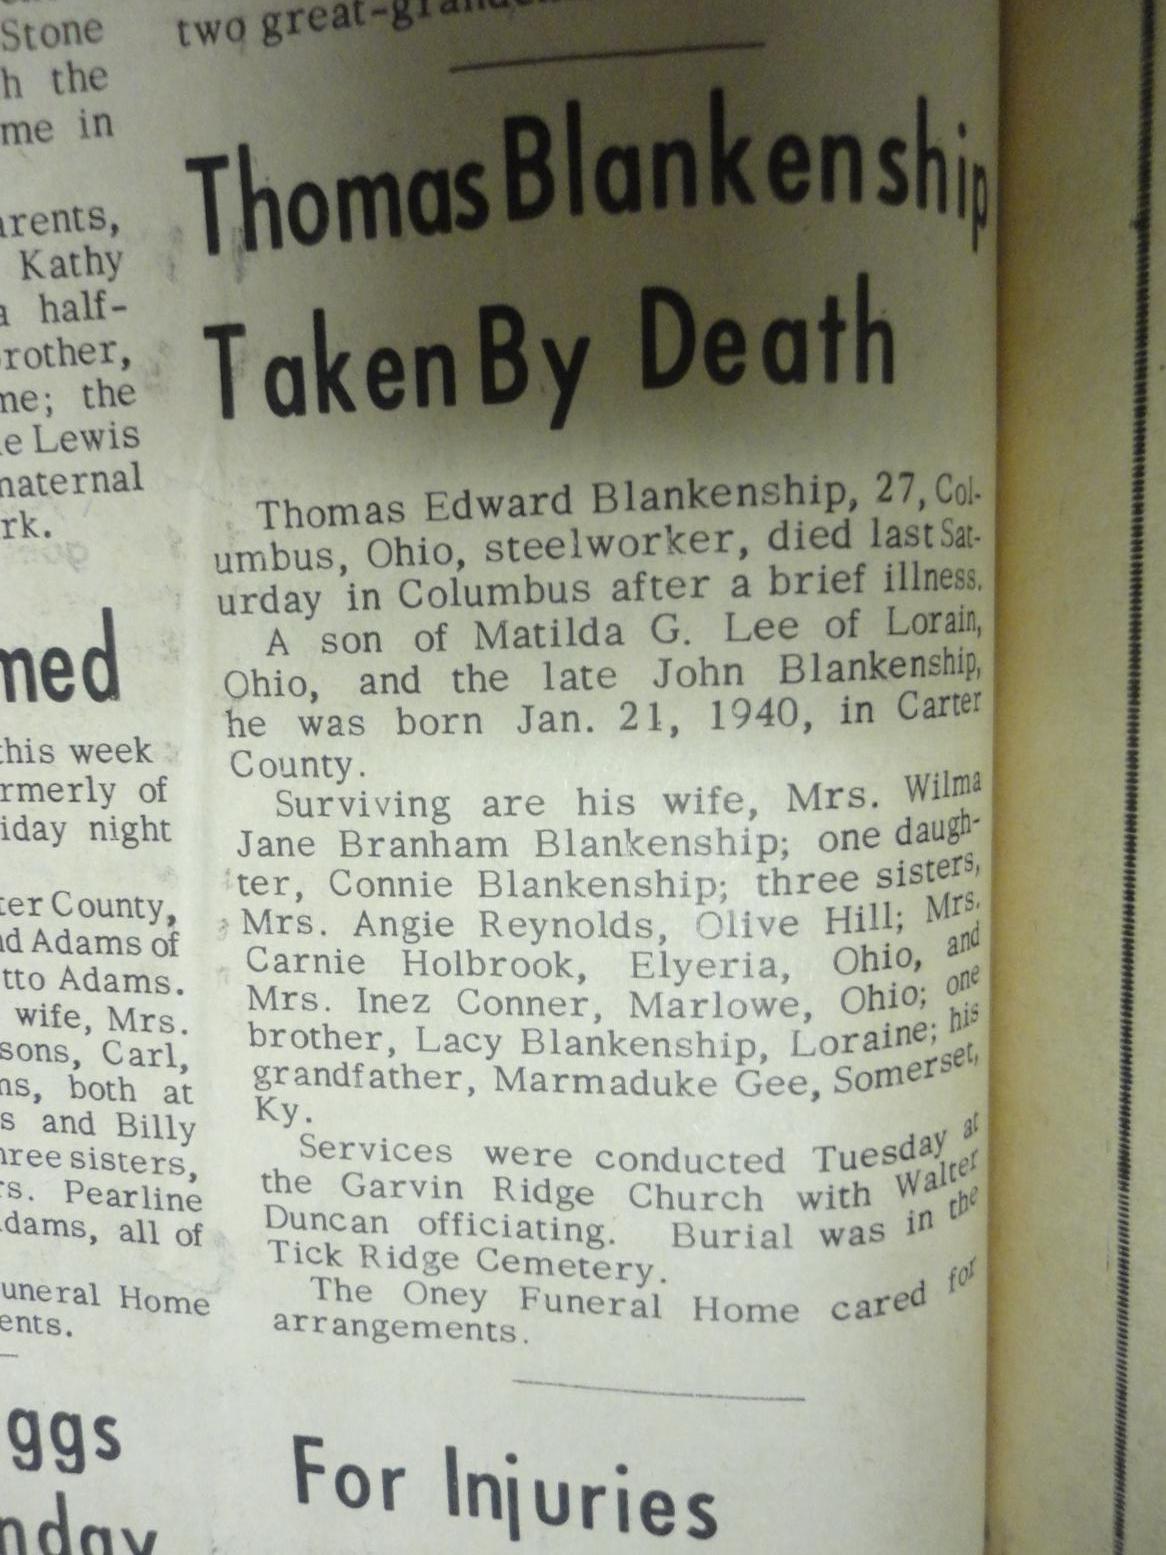 two
Thomas Blankenship
Taken By Death
Thomas Edward Blankenship, 27, Col-
umbus, Ohio, steelworker, died last Sat-
urday in Columbus after a brief illness.
A son of Matilda G. Lee of Lorain,
Ohio, and the late John Blankenship,
he was born Jan. 21, 1940, in Carter
County.
Surviving are his wife, Mrs. Wilma
Jane Branham Blankenship; one daugh-
ter, Connie Blankenship; three sisters,
Mrs. Angie Reynolds, Olive Hill; Mrs.
Carnie Holbrook, Elyeria, Ohio, and
Mrs. Inez Conner, Marlowe, Ohio; one
brother, Lacy Blankenship, Loraine; his
grandfather, Marmaduke Gee, Somerset,
Ky.
Services were conducted Tuesday at
the Garvin Ridge Church with Walter
Duncan officiating. Burial was in the
Tick Ridge Cemetery.
The Oney Funeral Home cared for
arrangements.
For Injuries
Stone
h the
me in
arents,
Kathy
a half-
rother,
me; the
e Lewis
maternal
rk.
med
this week
rmerly of
iday night
ter County,
nd Adams of
tto Adams.
wife, Mrs.
sons, Carl,
ns, both at
s and Billy
hree sisters,
rs. Pearline
dams, all of
uneral Home
ents.
ggs
nday